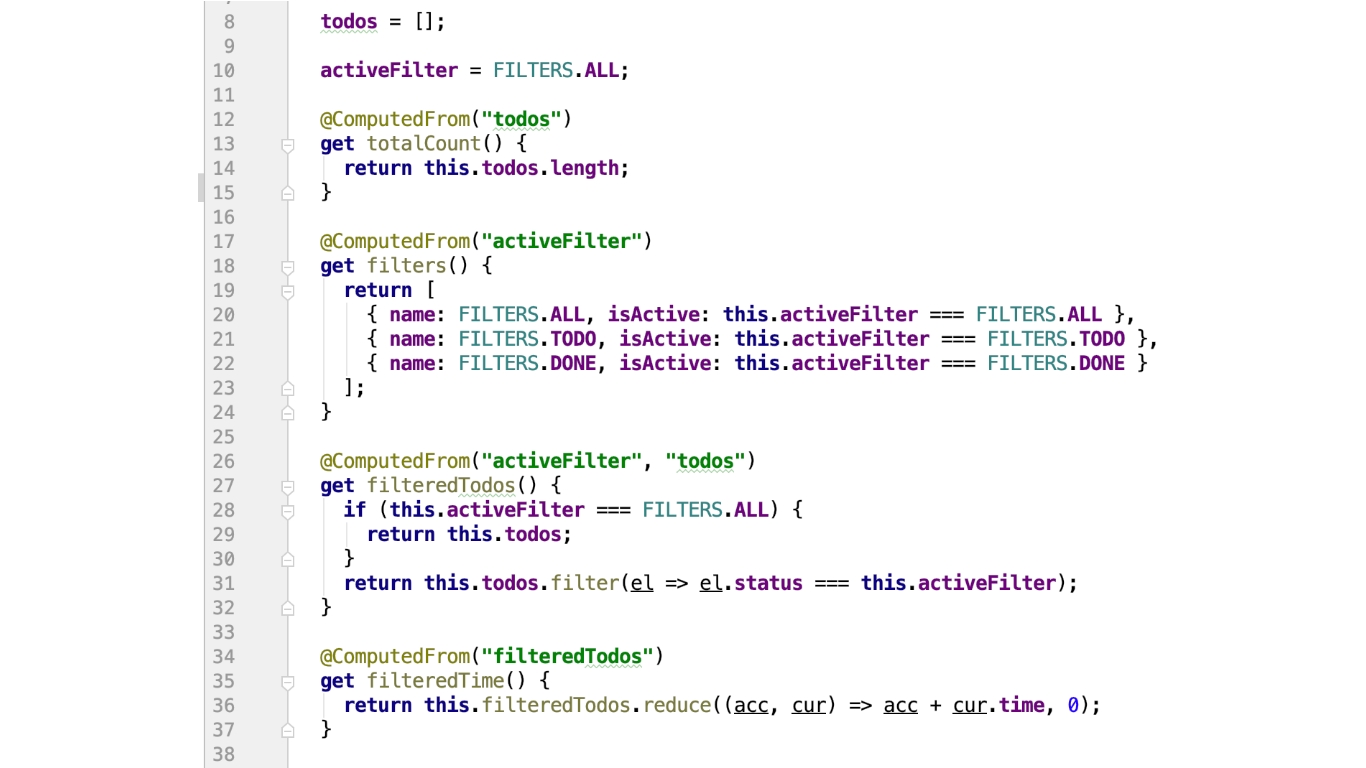 8 todos = [];
9
10 activeFilter = FILTERS.ALL;
11
12 @ComputedFrom("todos")
13 get totalCount() {
14 return this.todos.length;
15 }
16
17 @ComputedFrom("activeFilter")
18 get filters() {
19 return [
20 { name: FILTERS.ALL, isActive: this.activeFilter === FILTERS.ALL },
21 { name: FILTERS.TODO, isActive: this.activeFilter === FILTERS.TODO },
22 { name: FILTERS.DONE, isActive: this.activeFilter === FILTERS.DONE }
23 ];
24 }
25
26 @ComputedFrom("activeFilter", "todos")
27 get filteredTodos() {
28 if (this.activeFilter === FILTERS.ALL) {
29 return this.todos;
30 }
31 return this.todos.filter(el => el.status === this.activeFilter);
32 }
33
34 @ComputedFrom("filteredTodos")
35 get filteredTime() {
36 return this.filteredTodos.reduce((acc, cur) => acc + cur.time, 0);
37 }
38